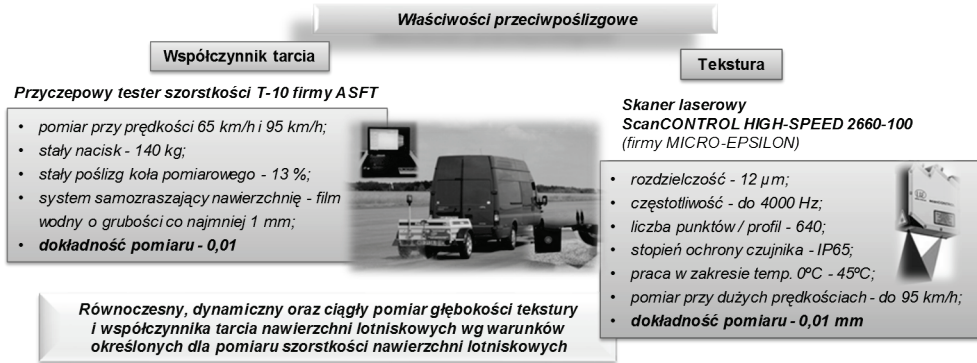 Właściwości przeciwpoślizgowe
Współczynnik tarcia
Przyczepowy tester szorstkości T-10 firmy ASFT
• pomiar przy prędkości 65 km/h i 95 km/h;
• stały nacisk - 140 kg;
• stały poślizg koła pomiarowego - 13 %;
• system samozraszający nawierzchnię - film
wodny o grubości co najmniej 1 mm;
• dokładność pomiaru - 0,01
Tekstura
Skaner laserowy
ScanCONTROL HIGH-SPEED 2660-100
(firmy MICRO-EPSILON)
• rozdzielczość - 12 µm;
• częstotliwość - do 4000 Hz;
• liczba punktów / profil - 640;
• stopień ochrony czujnika - IP65;
• praca w zakresie temp. 0ºC - 45ºC;
• pomiar przy dużych prędkościach - do 95 km/h;
• dokładność pomiaru - 0,01 mm
Równoczesny, dynamiczny oraz ciągły pomiar głębokości tekstury
i współczynnika tarcia nawierzchni lotniskowych wg warunków
określonych dla pomiaru szorstkości nawierzchni lotniskowych